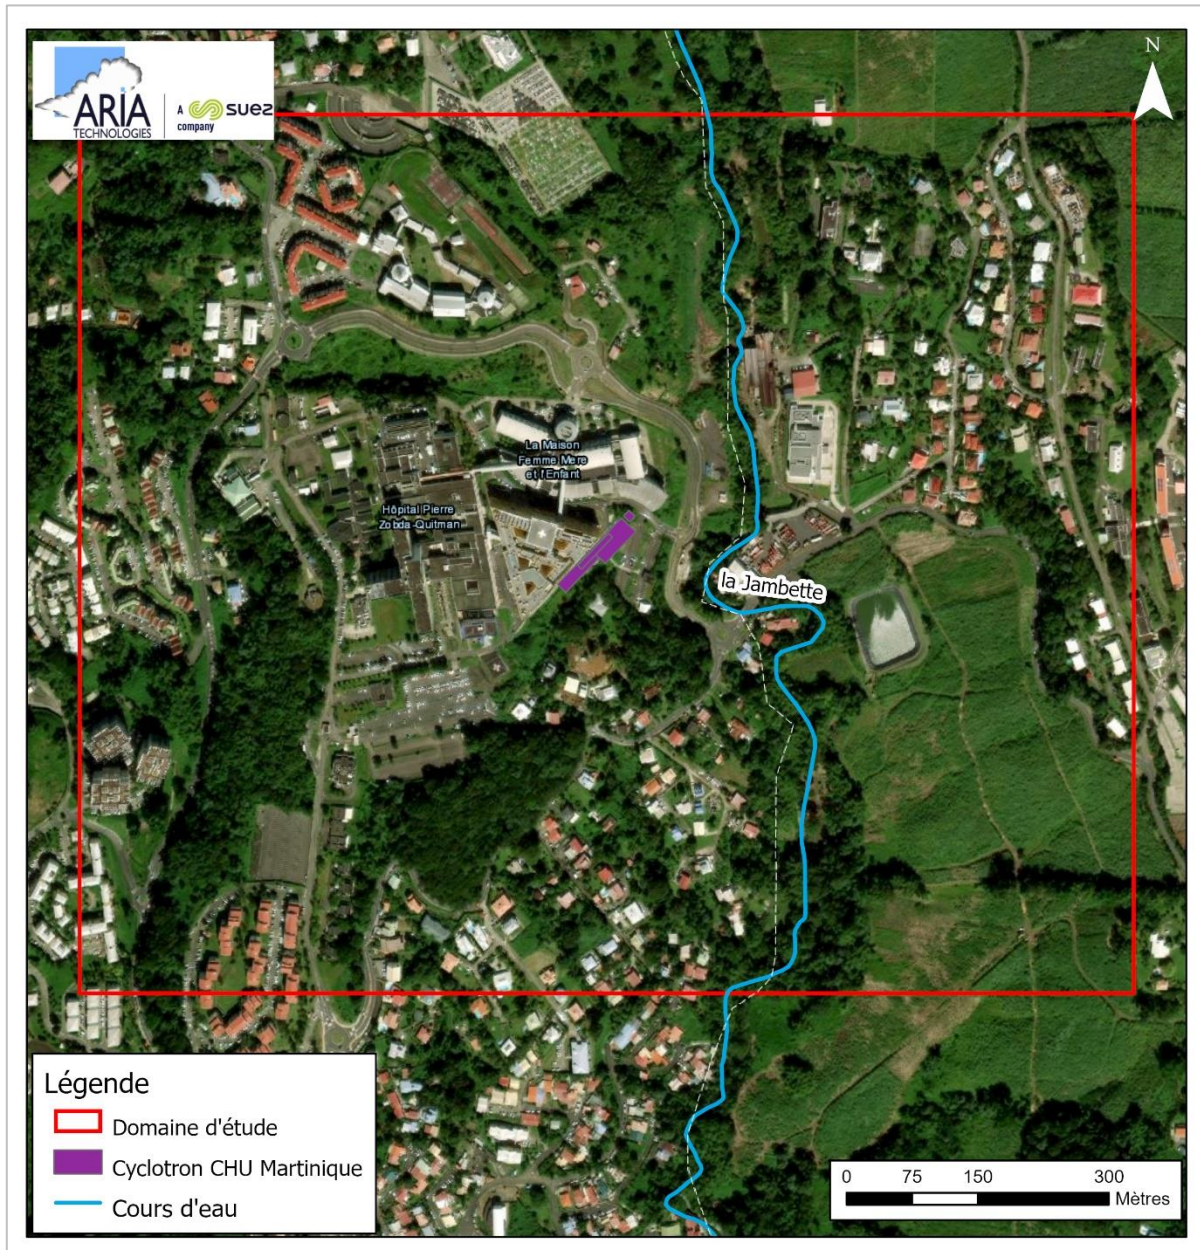 ARIA
TECHNOLOGIES
A suez
company
N
La Maison
Femme Mere
et l'Enfant
Hôpital Pierre
Zobda-Quitman
la Jambette
Légende
Domaine d'étude
Cyclotron CHU Martinique
Cours d'eau
0 75 150 300
Mètres